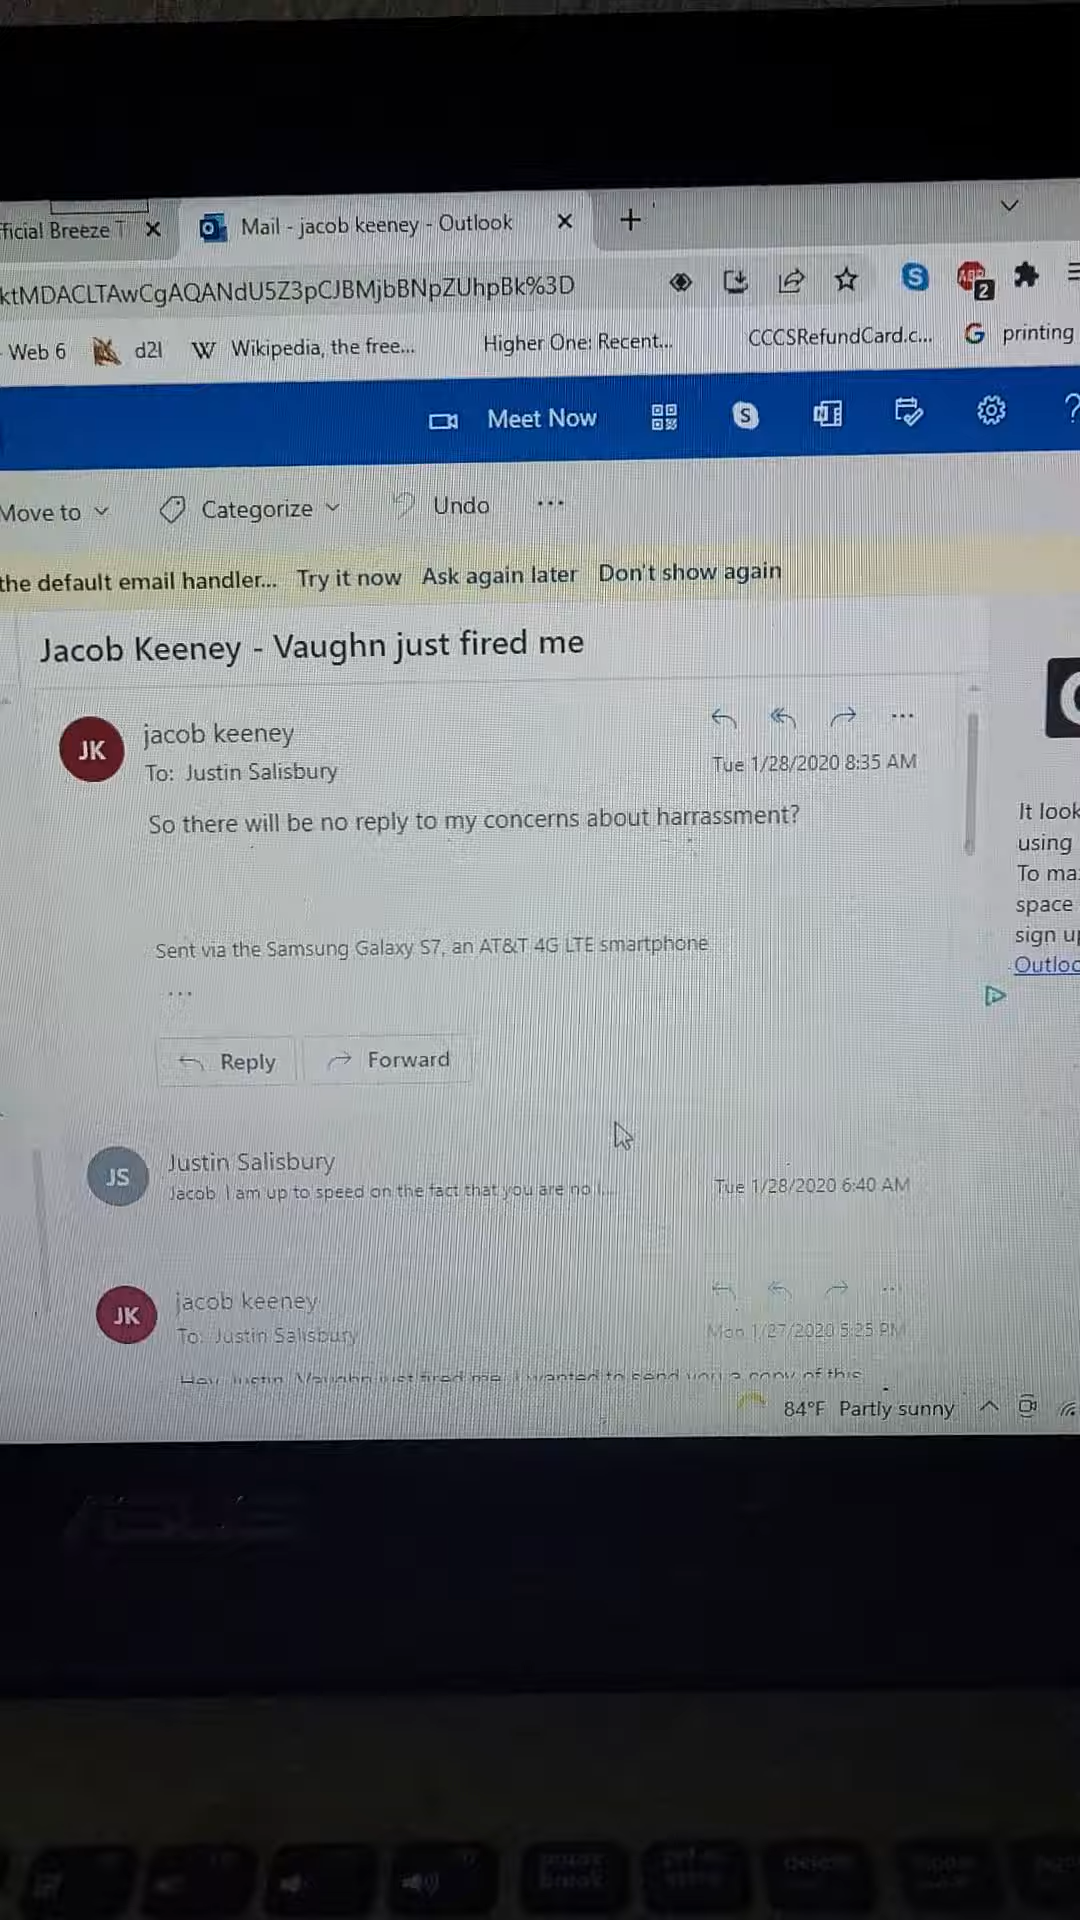 ficial Breeze T
Mail - jacob keeney - Outlook
ktMDACLTAwCgAQANdU5Z3pCJBMjbBNpZUhpBk%3D
2
Web 6 d2l W Wikipedia, the free... Higher One: Recent... CCCSRefundCard.c... G printing
Meet Now
Move to Categorize Undo ...
the default email handler... Try it now Ask again later Don't show again
Jacob Keeney - Vaughn just fired me
JK
jacob keeney
To: Justin Salisbury
Tue 1/28/2020 8:35 AM
So there will be no reply to my concerns about harrassment?
Sent via the Samsung Galaxy S7, an AT&T 4G LTE smartphone
...
Reply Forward
JS
Justin Salisbury
Jacob I am up to speed on the fact that you are no l...
Tue 1/28/2020 6:40 AM
JK
jacob keeney
To: Justin Salisbury
Mon 1/27/2020 5:25 PM
Hey Justin, Vaughn just fired me. I wanted to send you a copy of this
It look
using
To ma
space
sign up
Outloo
84°F Partly sunny